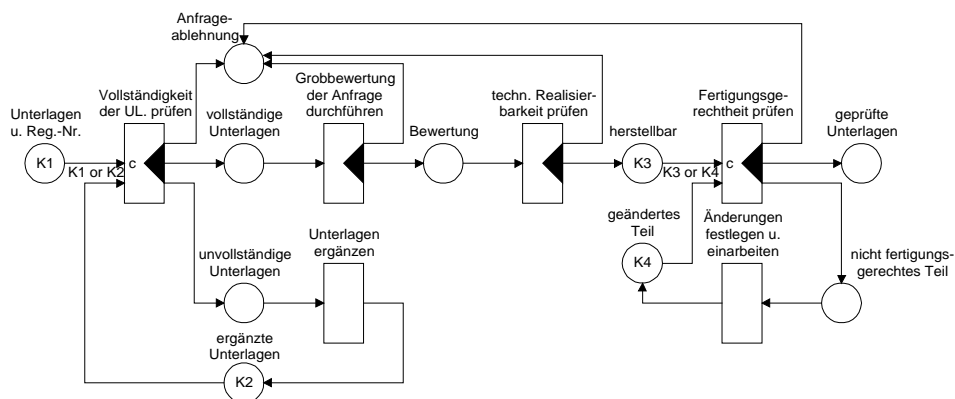 Anfrage-
ablehnung
Unterlagen
u. Reg.-Nr.
Vollständigkeit
der UL. prüfen
vollständige
Unterlagen
Grobbewertung
der Anfrage
durchführen
Bewertung
techn. Realisier-
barkeit prüfen
herstellbar
Fertigungsge-
rechtheit prüfen
geprüfte
Unterlagen
K1
K1 or K2
c
K3
K3 or K4
c
unvollständige
Unterlagen
Unterlagen
ergänzen
geändertes
Teil
K4
Änderungen
festlegen u.
einarbeiten
nicht fertigungs-
gerechtes Teil
ergänzte
Unterlagen
K2